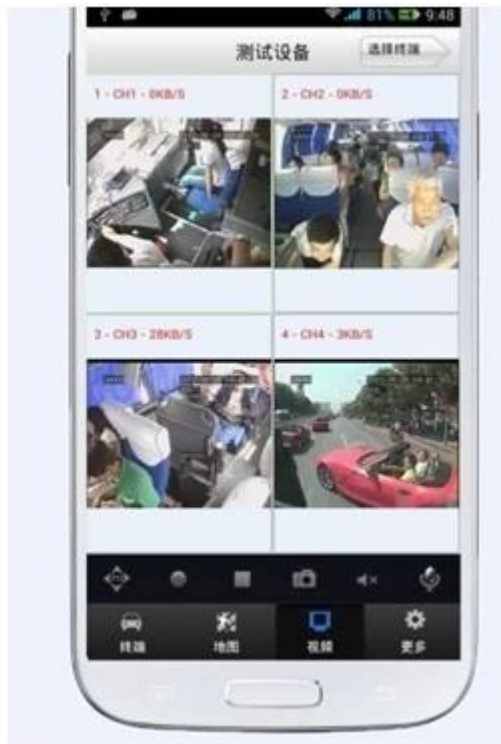 81% 9:48
测试设备
选择终端
1 - CH1 - 0KB/S
2 - CH2 - 0KB/S
3 - CH3 - 28KB/S
4 - CH4 - 3KB/S
终端
地图
视频
更多